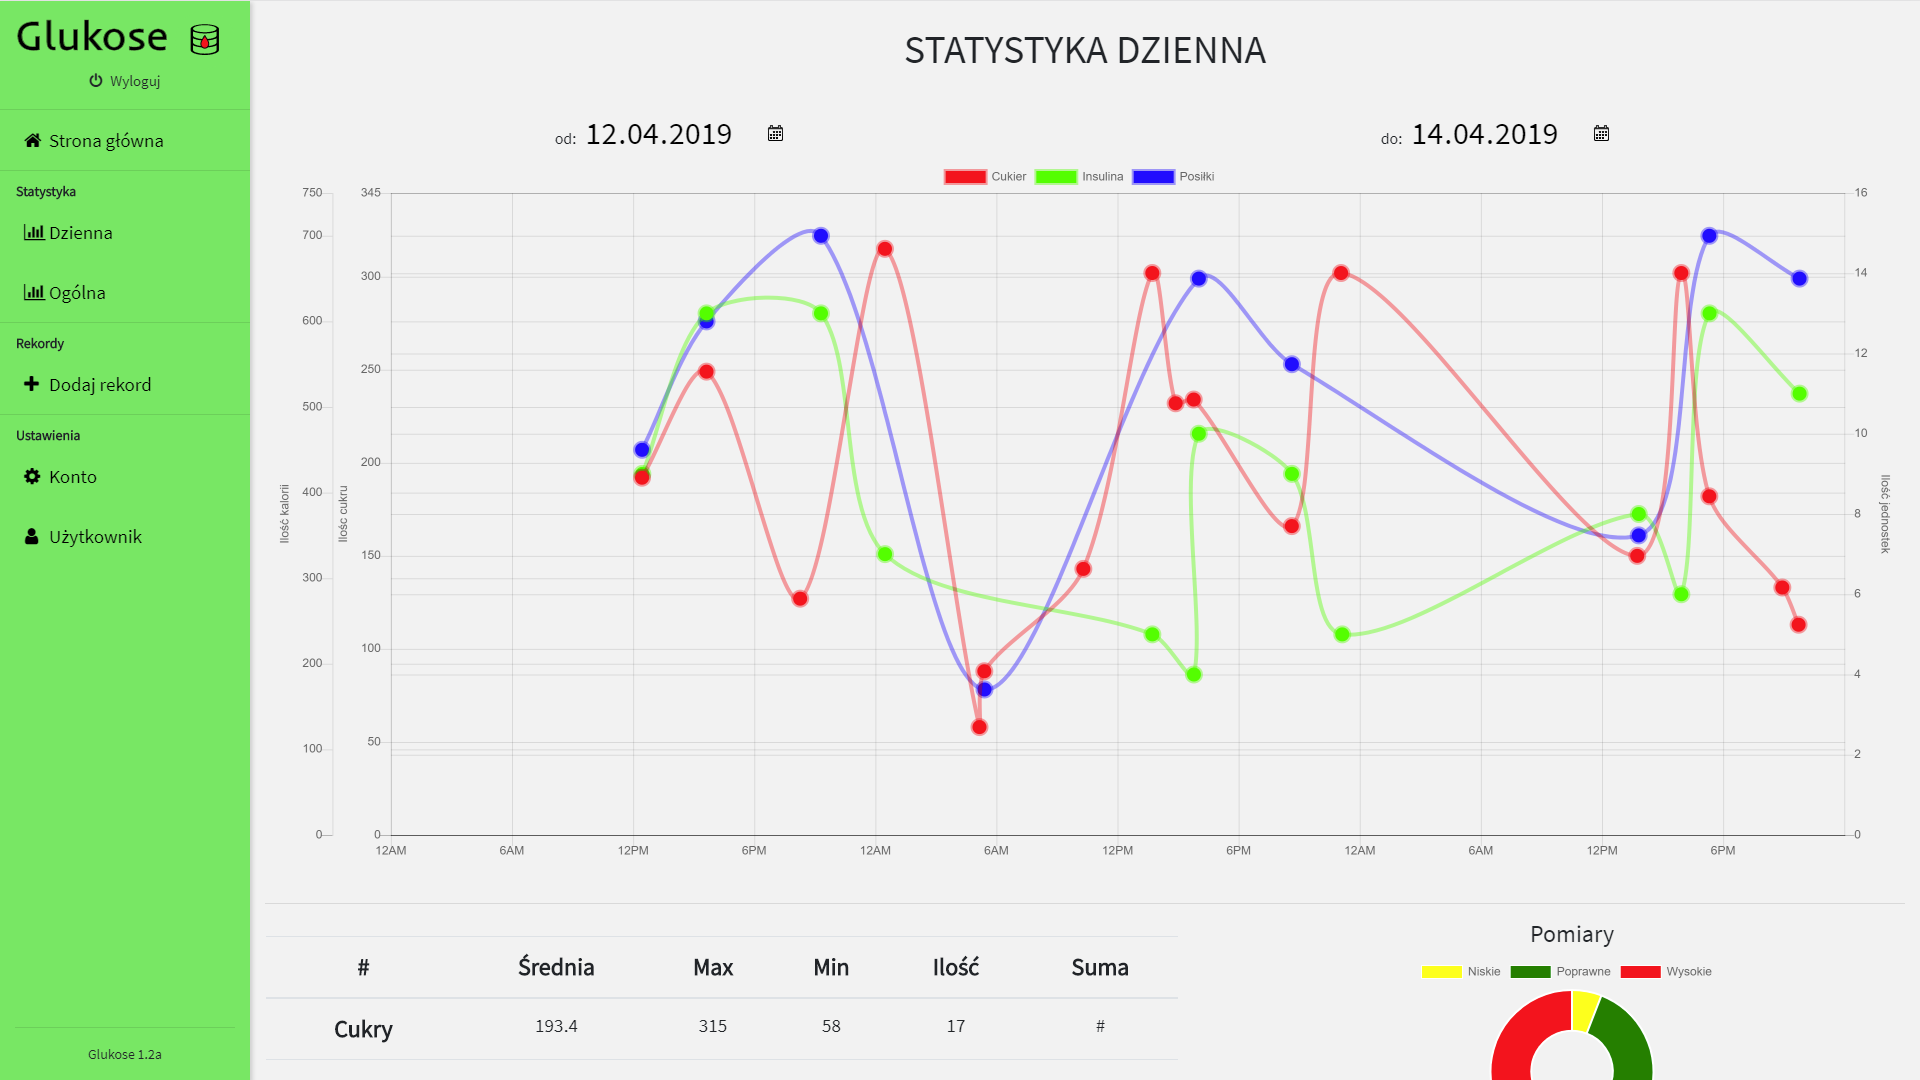 Glukose
Wyloguj
Strona główna
Statystyka
Dzienna
Ogólna
Rekordy
Dodaj rekord
Ustawienia
Konto
Użytkownik
Glukose 1.2a
STATYSTYKA DZIENNA
od: 12.04.2019
do: 14.04.2019
Cukier Insulina Posiłki
Ilość kalorii
750
700
600
500
400
300
200
100
0
Ilość cukru
345
300
250
200
150
100
50
0
16
14
12
10
8
6
4
2
0
Ilość jednostek
12AM 6AM 12PM 6PM 12AM 6AM 12PM 6PM 12AM 6AM 12PM 6PM
# Średnia Max Min Ilość Suma
Cukry 193.4 315 58 17 #
Pomiary
Niskie Poprawne Wysokie